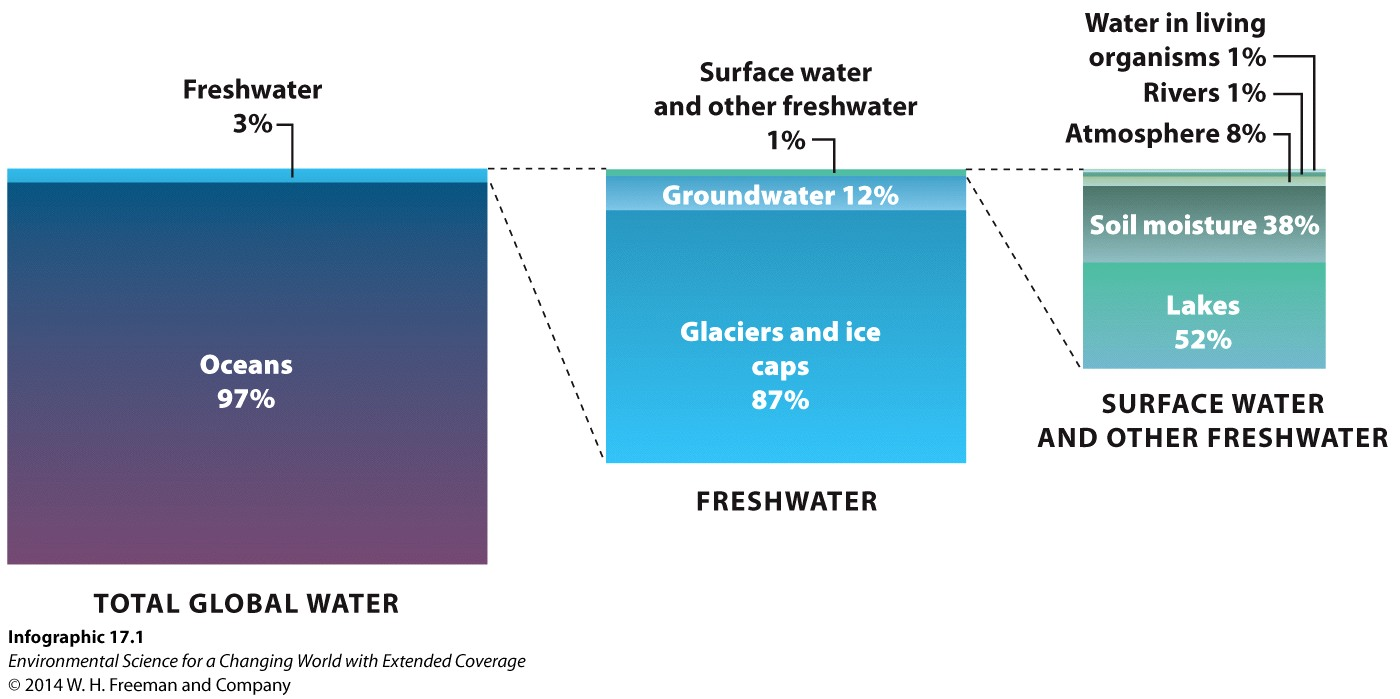 Freshwater
3%
Oceans
97%
TOTAL GLOBAL WATER
Surface water
and other freshwater
1%
Groundwater 12%
Glaciers and ice
caps
87%
FRESHWATER
Water in living
organisms 1%
Rivers 1%
Atmosphere 8%
Soil moisture 38%
Lakes
52%
SURFACE WATER
AND OTHER FRESHWATER
Infographic 17.1
Environmental Science for a Changing World with Extended Coverage
© 2014 W. H. Freeman and Company